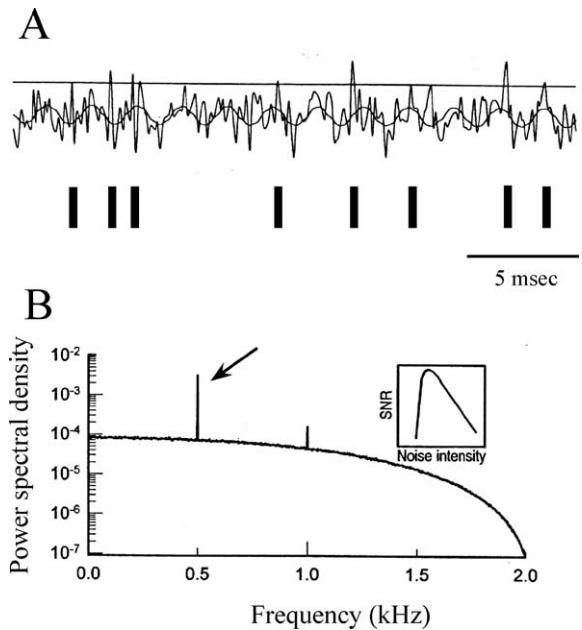 A
5 msec
B
Power spectral density
10-2
10-3
10-4
10-5
10-6
10-7
SNR
Noise intensity
0.0 0.5 1.0 1.5 2.0
Frequency (kHz)